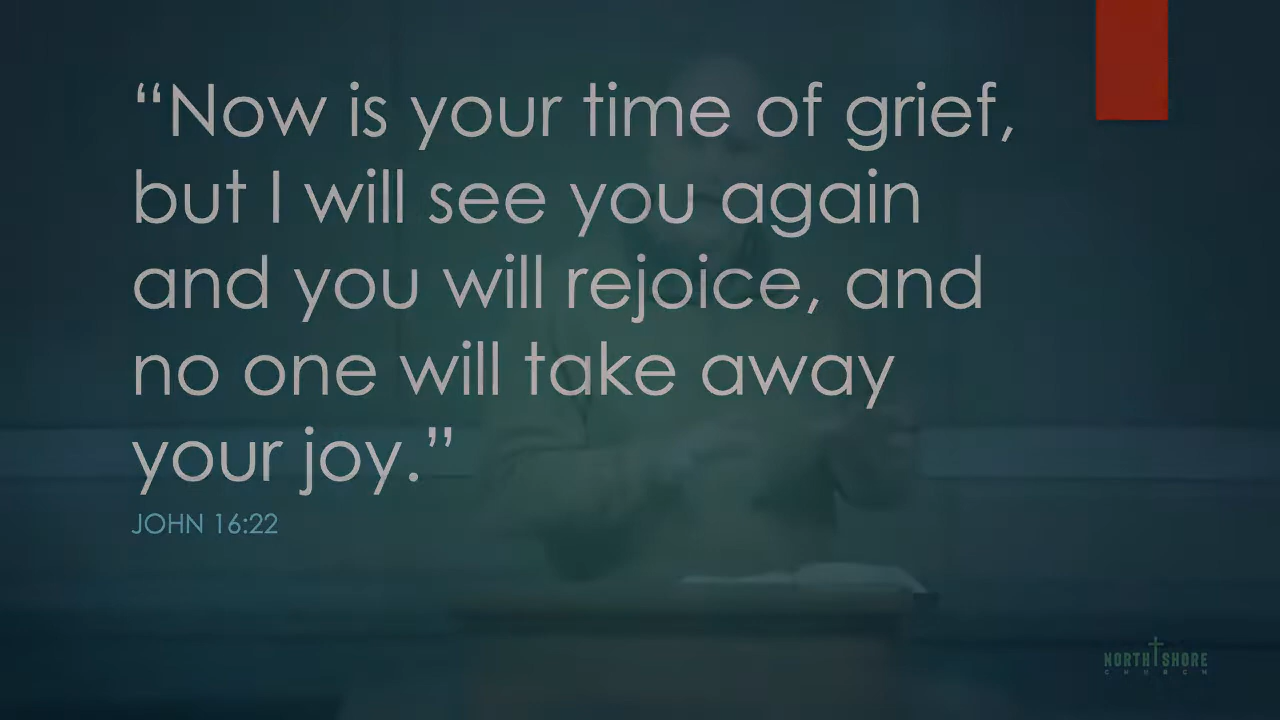 “Now is your time of grief,
but I will see you again
and you will rejoice, and
no one will take away
your joy.”
JOHN 16:22
NORTH SHORE
CHURCH